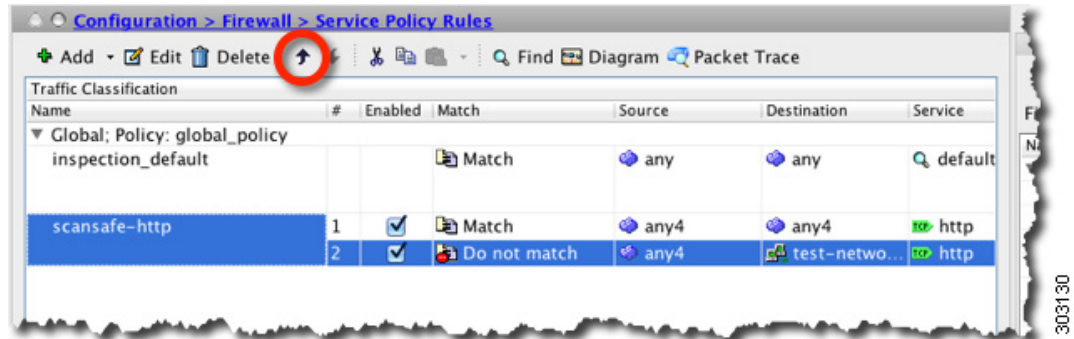 Configuration > Firewall > Service Policy Rules
Add Edit Delete Find Diagram Packet Trace
Traffic Classification
Name # Enabled Match Source Destination Service
Global; Policy: global_policy
inspection_default Match any any default
scansafe-http 1 Match any4 any4 TCP http
2 Do not match any4 test-netwo... TCP http
303130